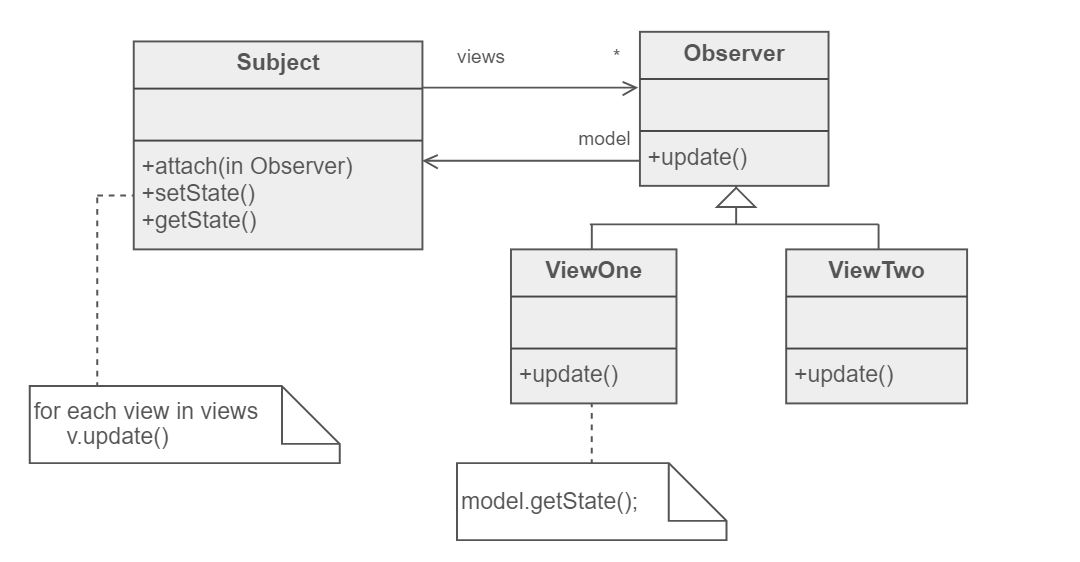 Subject
+attach(in Observer)
+setState()
+getState()
views
*
model
Observer
+update()
ViewOne
+update()
ViewTwo
+update()
for each view in views
v.update()
model.getState();